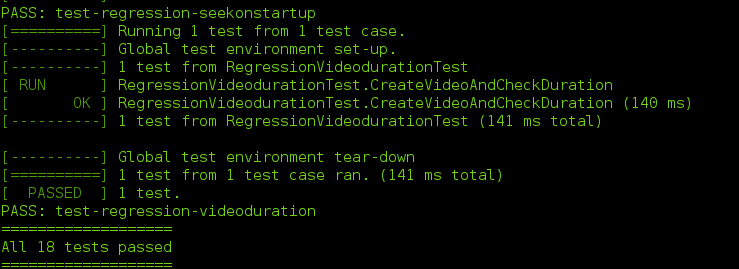 PASS: test-regression-seekonstartup
[==========] Running 1 test from 1 test case.
[----------] Global test environment set-up.
[----------] 1 test from RegressionVideodurationTest
[ RUN      ] RegressionVideodurationTest.CreateVideoAndCheckDuration
[       OK ] RegressionVideodurationTest.CreateVideoAndCheckDuration (140 ms)
[----------] 1 test from RegressionVideodurationTest (141 ms total)

[----------] Global test environment tear-down
[==========] 1 test from 1 test case ran. (141 ms total)
[  PASSED  ] 1 test.
PASS: test-regression-videoduration
===================
All 18 tests passed
===================